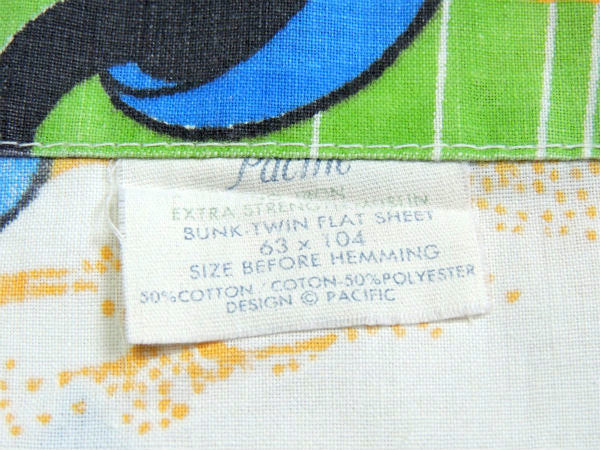 Pacific
EXTRA STRENGTH MUSLIN
BUNK-TWIN FLAT SHEET
63 x 104
SIZE BEFORE HEMMING
50%COTTON / COTON-50%POLYESTER
DESIGN © PACIFIC